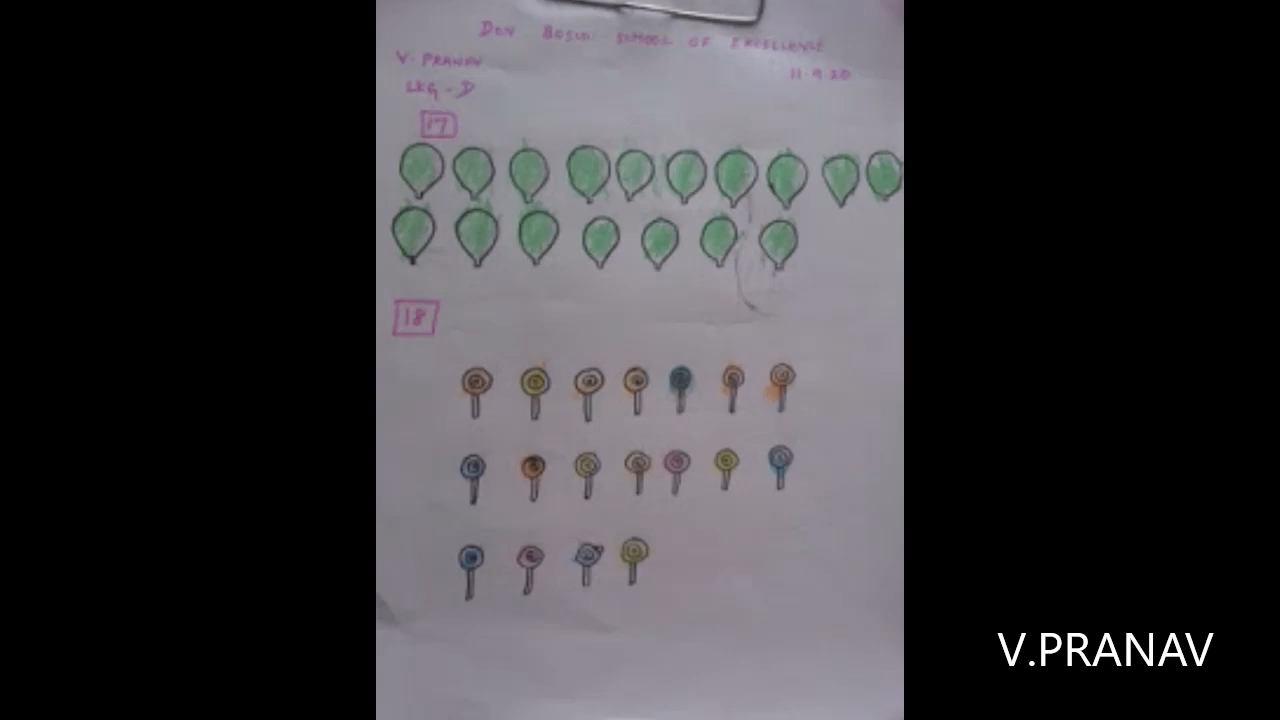 DON BOSCO SCHOOL OF EXCELLENCE
V. PRANAV
11.9.20
LKG - D
17
18
V.PRANAV